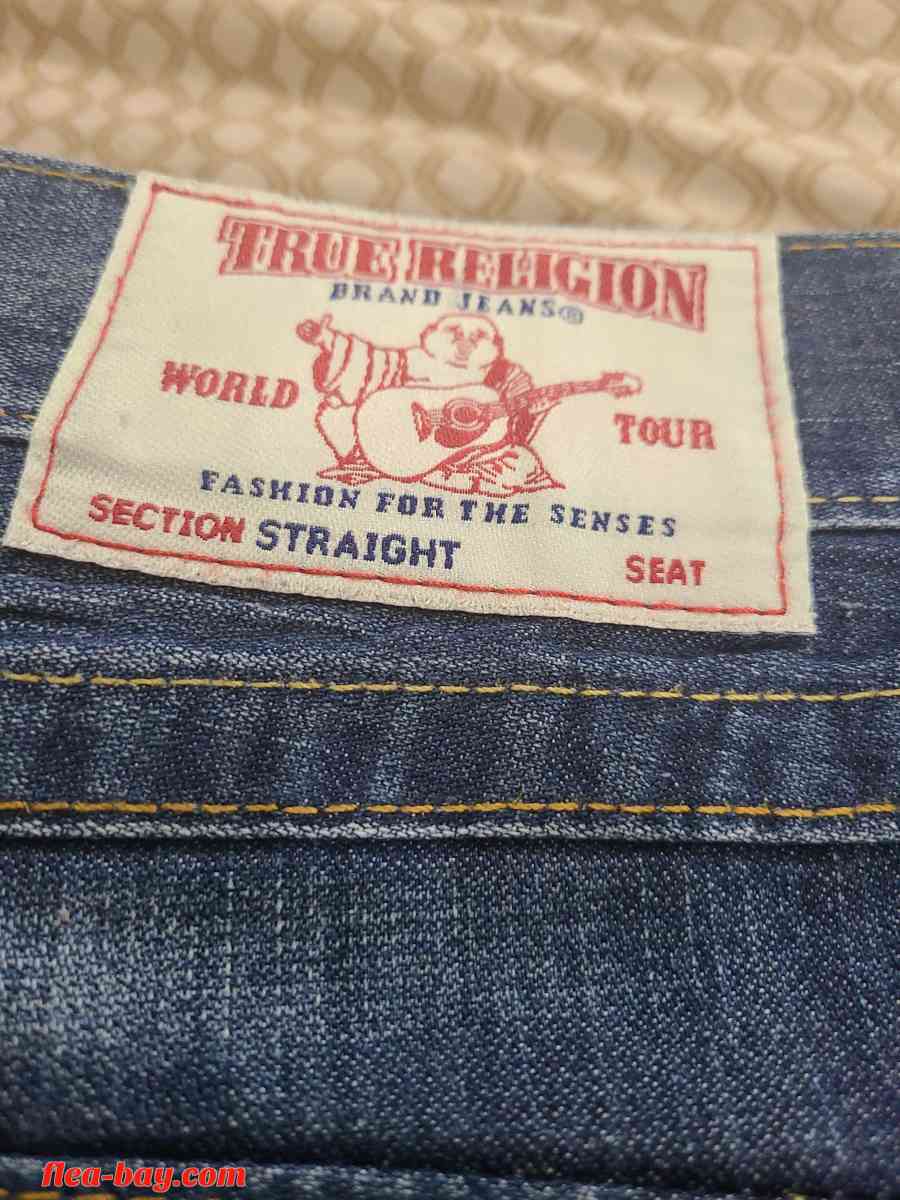 TRUE RELIGION
BRAND JEANS®
WORLD TOUR
FASHION FOR THE SENSES
SECTION STRAIGHT SEAT
flea-bay.com